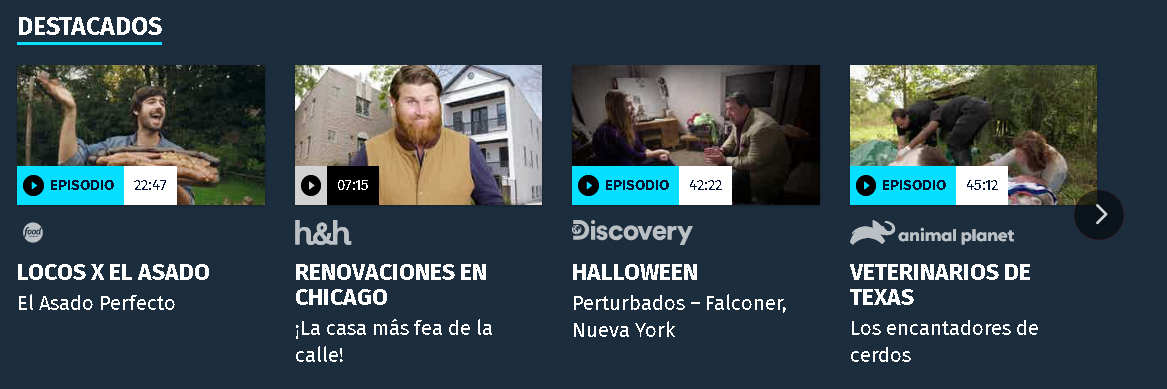 DESTACADOS
EPISODIO 22:47
07:15
EPISODIO 42:22
EPISODIO 45:12
food
h&h
Discovery
animal planet
LOCOS X EL ASADO
El Asado Perfecto
RENOVACIONES EN
CHICAGO
¡La casa más fea de la
calle!
HALLOWEEN
Perturbados – Falconer,
Nueva York
VETERINARIOS DE
TEXAS
Los encantadores de
cerdos